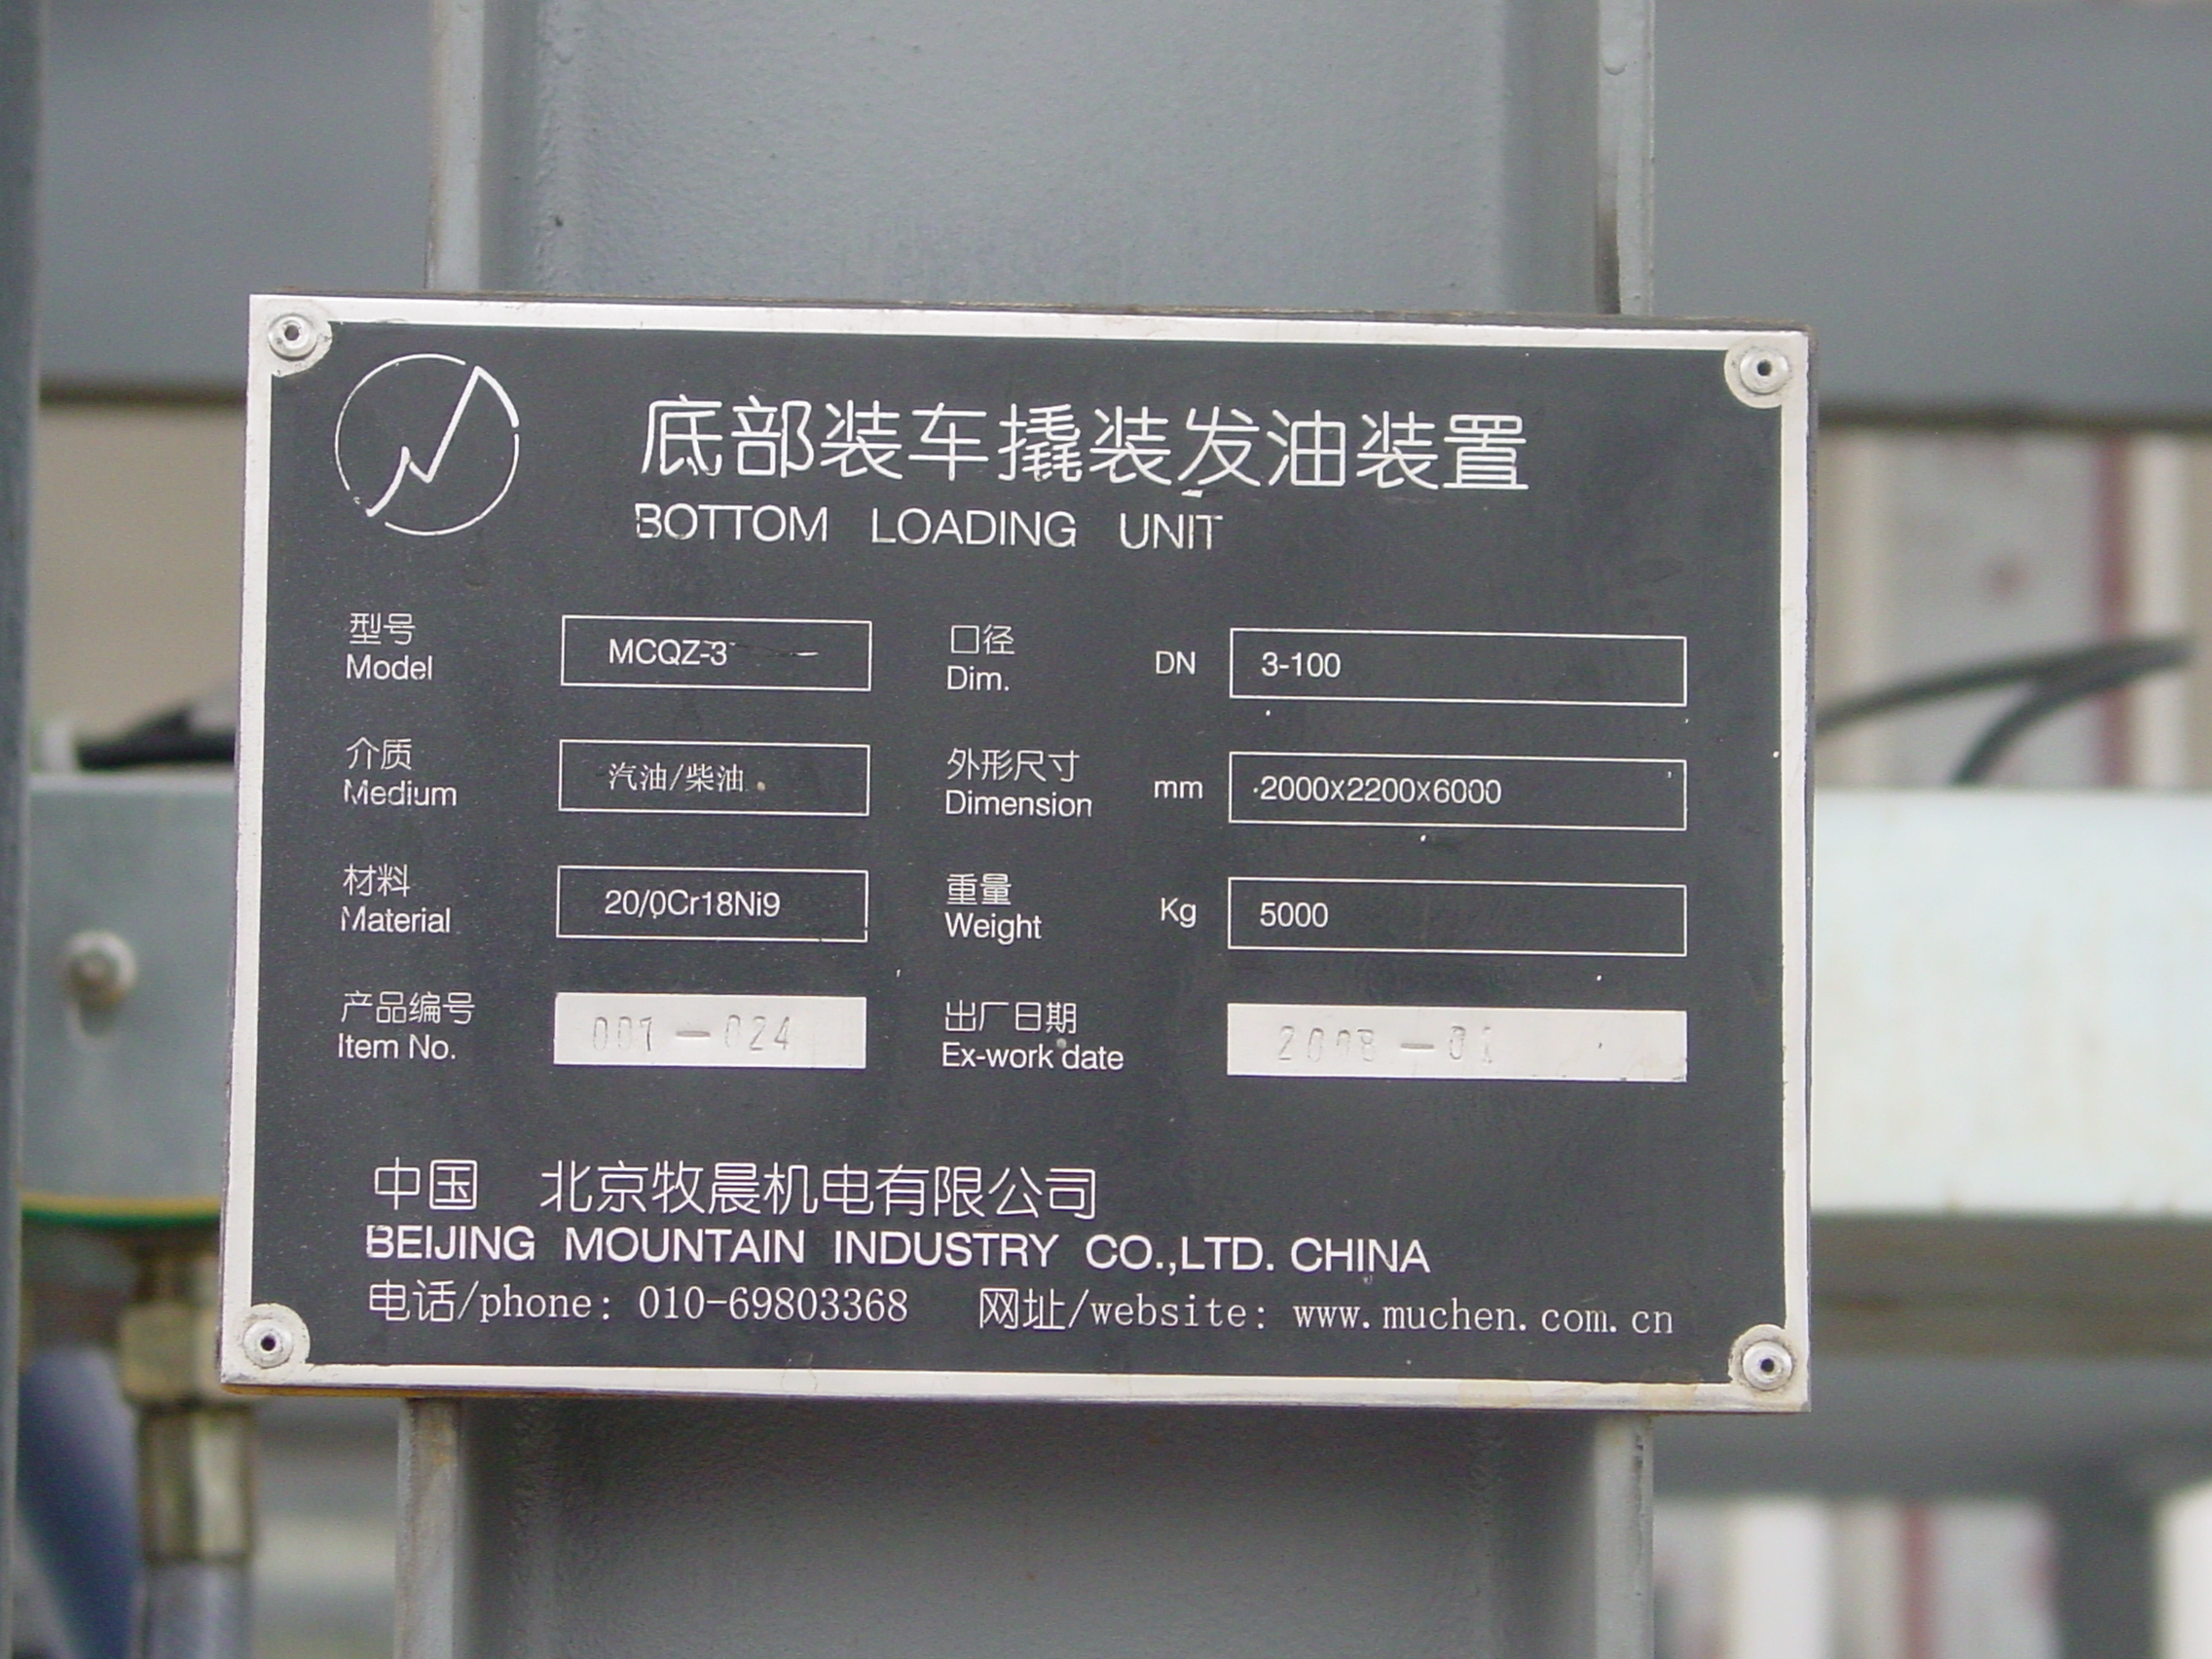 底部装车撬装发油装置
BOTTOM LOADING UNIT
型号 Model MCQZ-3 口径 Dim. DN 3-100
介质 Medium 汽油/柴油 外形尺寸 Dimension mm 2000x2200x6000
材料 Material 20/0Cr18Ni9 重量 Weight Kg 5000
产品编号 Item No. 001-024 出厂日期 Ex-work date 2008-01
中国 北京牧晨机电有限公司
BEIJING MOUNTAIN INDUSTRY CO.,LTD. CHINA
电话/phone: 010-69803368 网址/website: www.muchen.com.cn